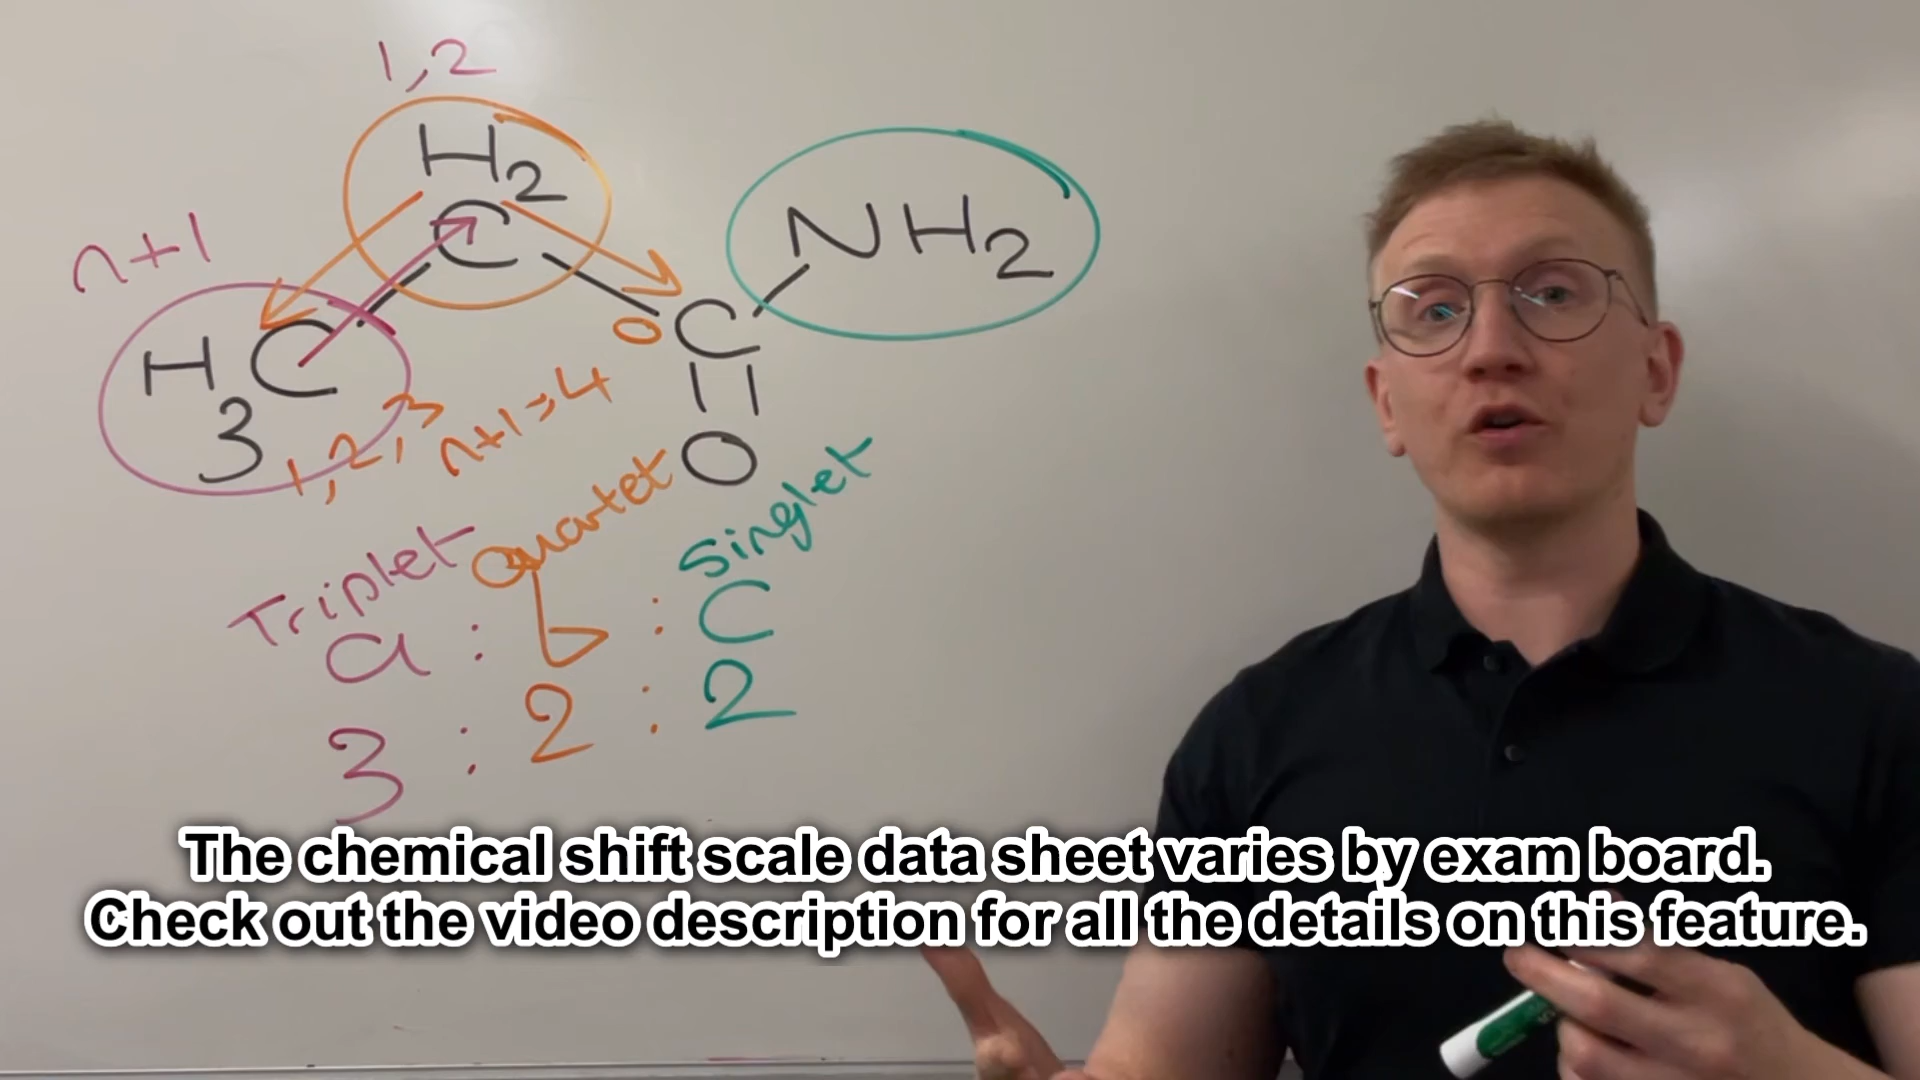 1,2
H2
C
n+1
NH2
H3C
O
C
1,2,3
n+1=4
O
Triplet
Quartet
Singlet
a : b : C
3 : 2 : 2
The chemical shift scale data sheet varies by exam board.
Check out the video description for all the details on this feature.